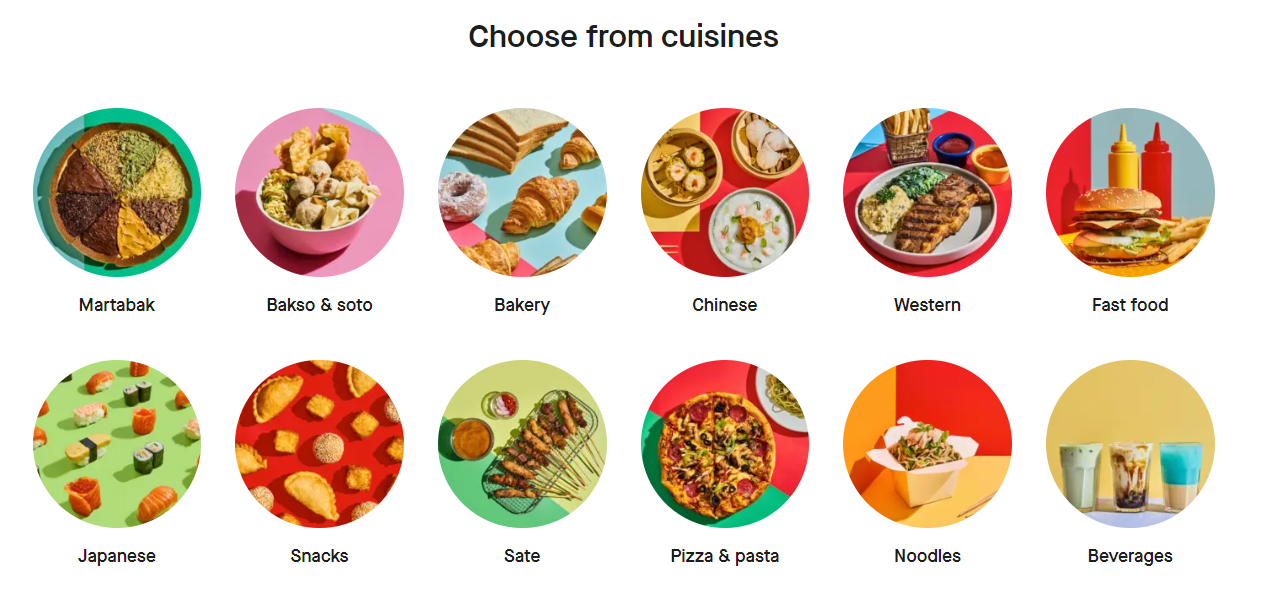 Choose from cuisines
Martabak
Bakso & soto
Bakery
Chinese
Western
Fast food
Japanese
Snacks
Sate
Pizza & pasta
Noodles
Beverages